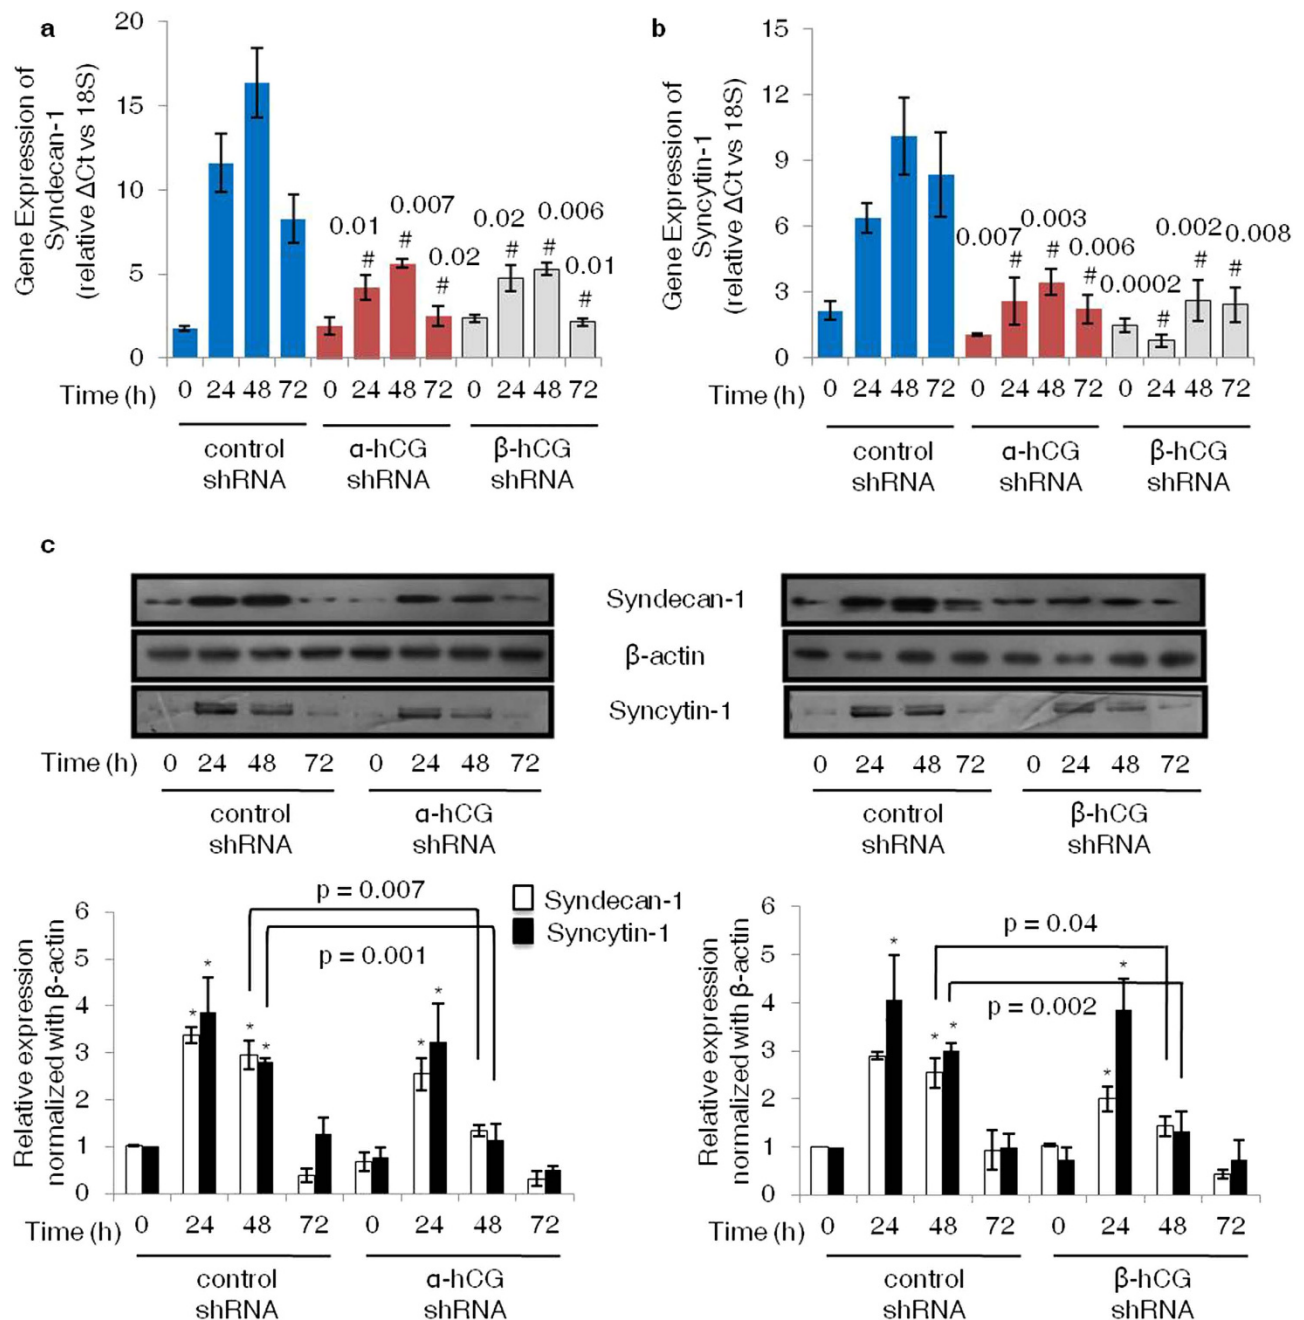 a
Gene Expression of
Syndecan-1
(relative ΔCt vs 18S)
20
15
10
5
0
0.01
0.007
0.02
0.02
0.006
0.01
# # # # # #
Time (h) 0 24 48 72 0 24 48 72 0 24 48 72
control
shRNA
α-hCG
shRNA
β-hCG
shRNA
b
Gene Expression of
Syncytin-1
(relative ΔCt vs 18S)
15
12
9
6
3
0
0.007
0.003
0.006
0.0002
0.002
0.008
# # # # # #
Time (h) 0 24 48 72 0 24 48 72 0 24 48 72
control
shRNA
α-hCG
shRNA
β-hCG
shRNA
c
Syndecan-1
β-actin
Syncytin-1
Time (h) 0 24 48 72 0 24 48 72
control
shRNA
α-hCG
shRNA
0 24 48 72 0 24 48 72
control
shRNA
β-hCG
shRNA
Relative expression
normalized with β-actin
6
5
4
3
2
1
0
p = 0.007
p = 0.001
* * * * * *
Syndecan-1
Syncytin-1
Time (h) 0 24 48 72 0 24 48 72
control
shRNA
α-hCG
shRNA
Relative expression
normalized with β-actin
6
5
4
3
2
1
0
p = 0.04
p = 0.002
* * * * *
Time (h) 0 24 48 72 0 24 48 72
control
shRNA
β-hCG
shRNA